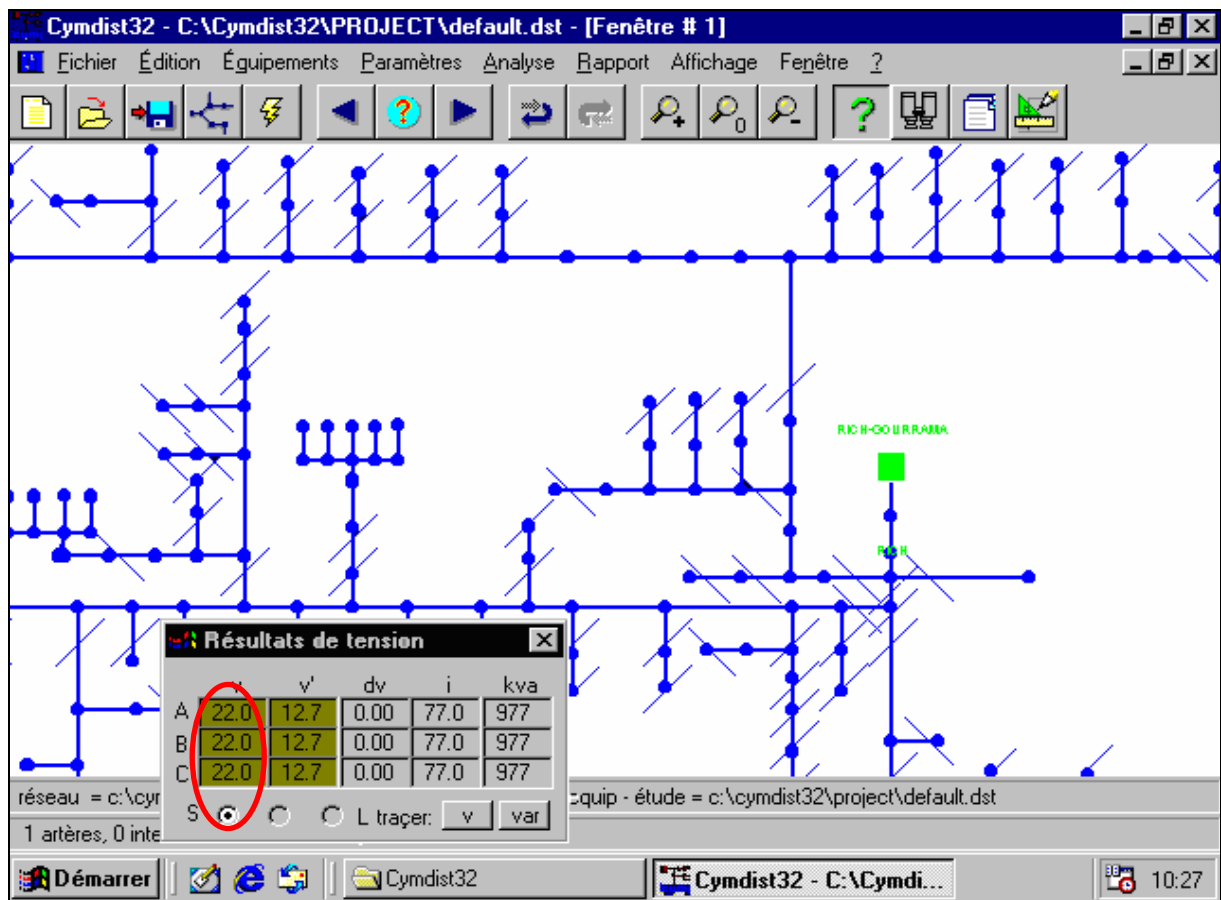 Cymdist32 - C:\Cymdist32\PROJECT\default.dst - [Fenêtre # 1]
Fichier Édition Équipements Paramètres Analyse Rapport Affichage Fenêtre ?
RICH-GOURRAMA
RICH
Résultats de tension
v v' dv i kva
A 22.0 12.7 0.00 77.0 977
B 22.0 12.7 0.00 77.0 977
C 22.0 12.7 0.00 77.0 977
S L traçer: v var
réseau = c:\cyr quip - étude = c:\cymdist32\project\default.dst
1 artères, 0 inte
Démarrer Cymdist32 Cymdist32 - C:\Cymdi... 10:27